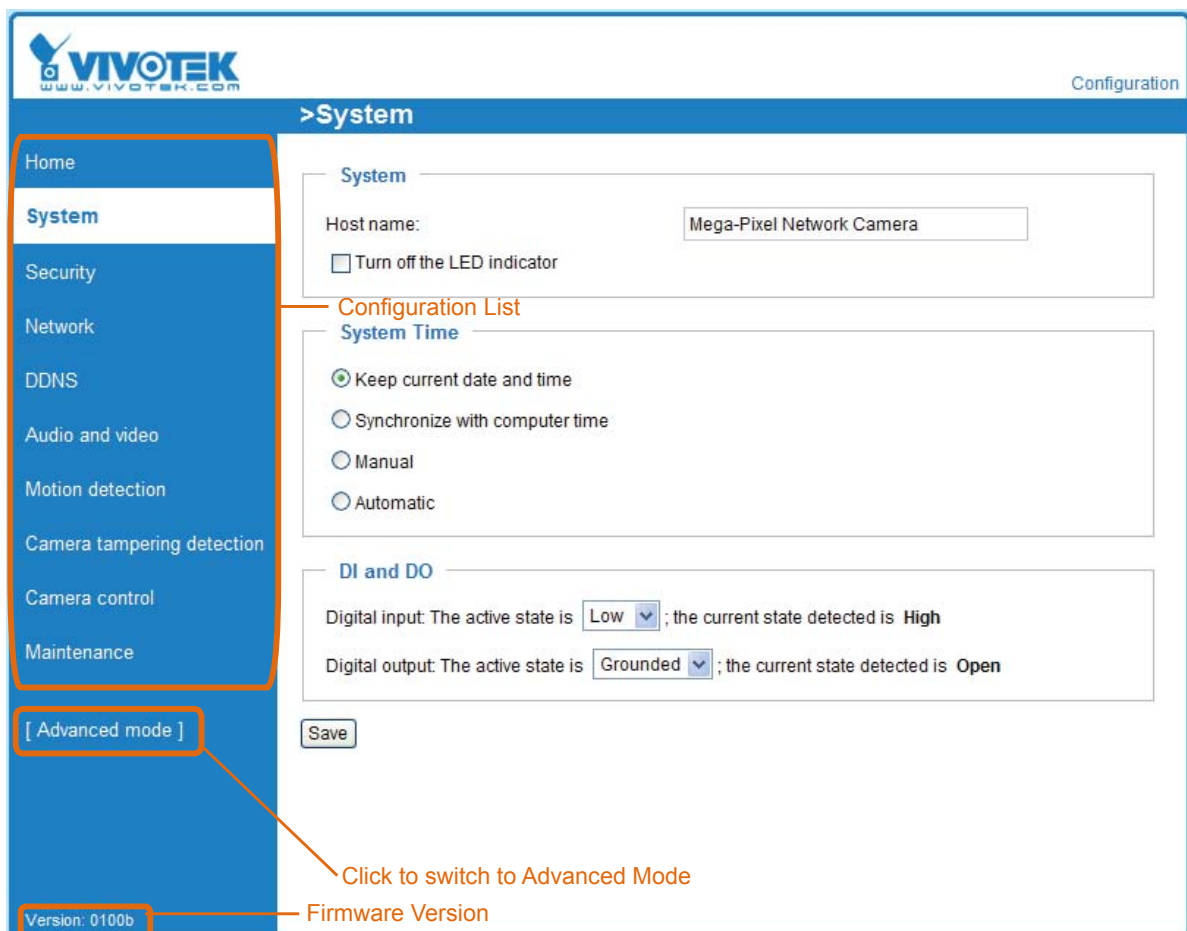 VIVOTEK
www.vivotek.com
Configuration
>System
Home
System
Security
Network
DDNS
Audio and video
Motion detection
Camera tampering detection
Camera control
Maintenance
[ Advanced mode ]
Version: 0100b
System
Host name: Mega-Pixel Network Camera
Turn off the LED indicator
Configuration List
System Time
Keep current date and time
Synchronize with computer time
Manual
Automatic
DI and DO
Digital input: The active state is Low ; the current state detected is High
Digital output: The active state is Grounded ; the current state detected is Open
Save
Click to switch to Advanced Mode
Firmware Version